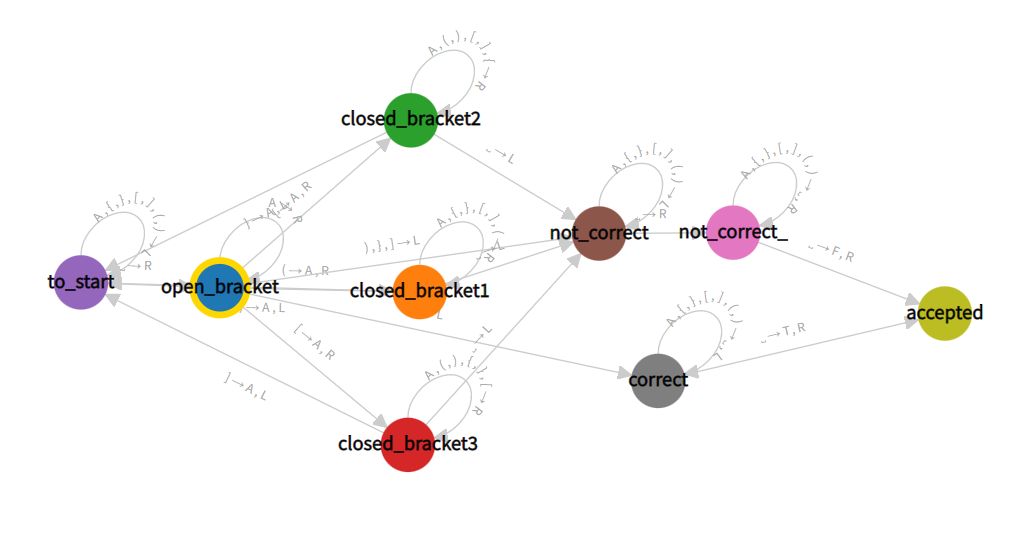 A,(,),[,],{→R
closed_bracket2
␣→L
A,{,},[,],(,)→L
not_correct
␣→R
A,{,},[,],(,),␣→R
not_correct_
{→A,R
A,{,},[,],(,)→L
to_start
␣→R
A→R
open_bracket
),},]→L
(→A,R
A,{,},[,],(→R
closed_bracket1
)→A,L
␣→L
␣→F,R
accepted
[→A,R
A,{,},[,],(,),␣→L
␣→T,R
correct
]→A,L
␣→L
A,(,),{,},[→R
closed_bracket3